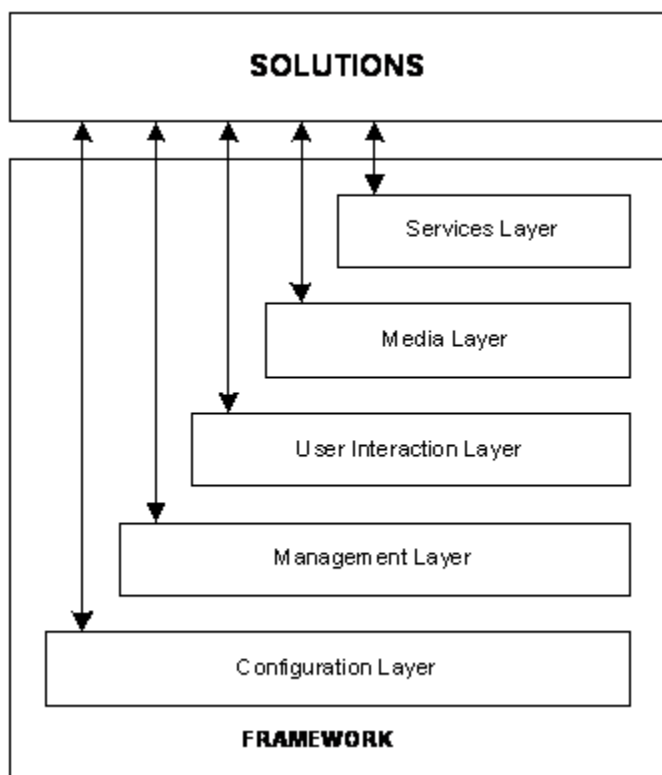 SOLUTIONS
Services Layer
Media Layer
User Interaction Layer
Management Layer
Configuration Layer
FRAMEWORK